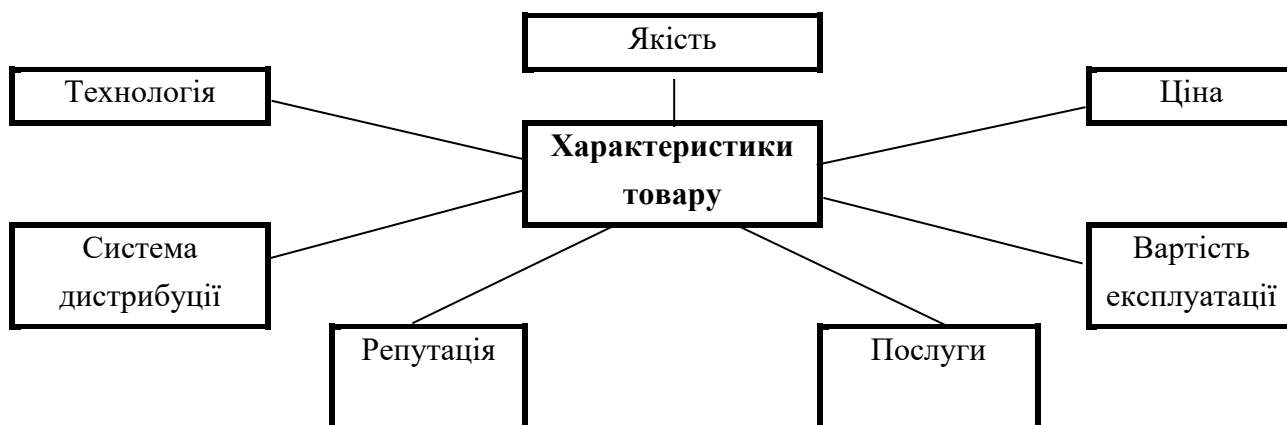 Якість
Технологія
Ціна
Характеристики
товару
Система
дистрибуції
Вартість
експлуатації
Репутація
Послуги